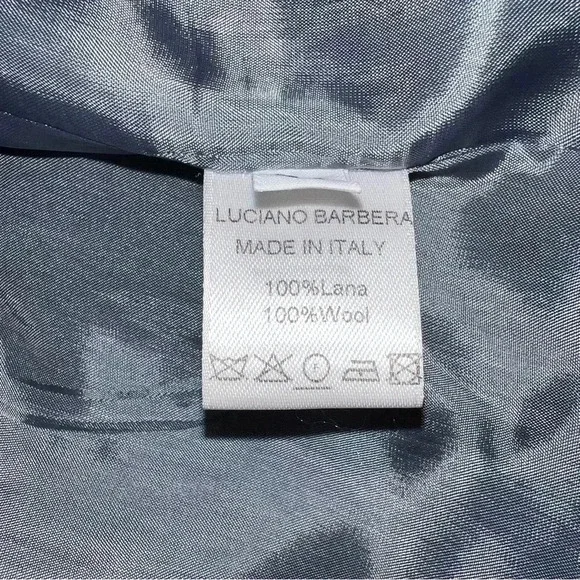 LUCIANO BARBERA
MADE IN ITALY
100%Lana
100%Wool